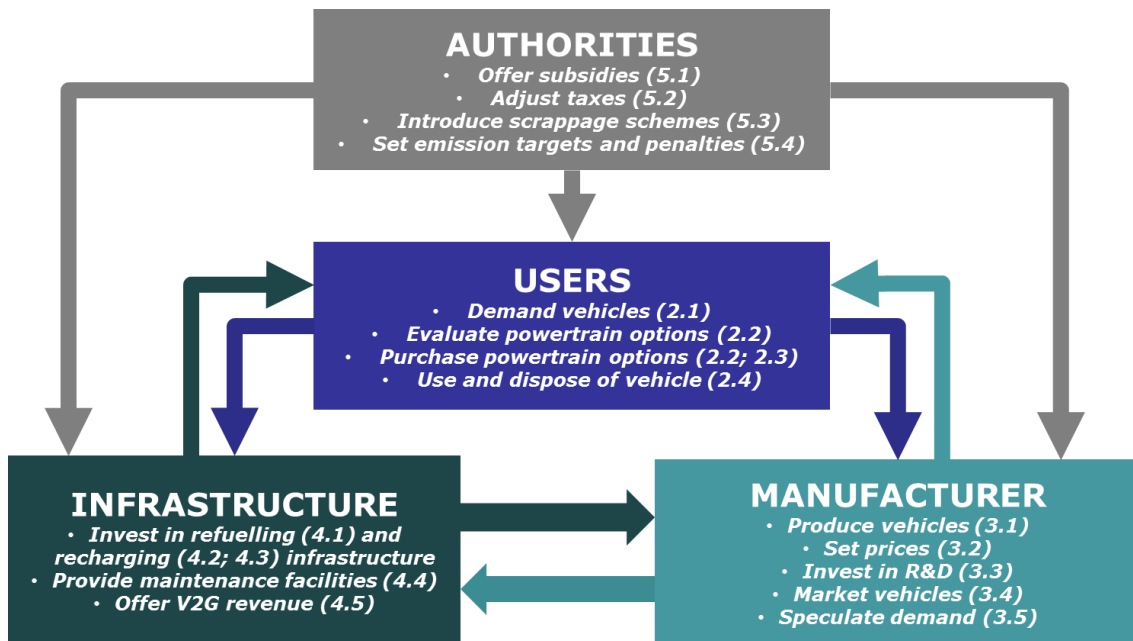 AUTHORITIES
• Offer subsidies (5.1)
• Adjust taxes (5.2)
• Introduce scrappage schemes (5.3)
• Set emission targets and penalties (5.4)
USERS
• Demand vehicles (2.1)
• Evaluate powertrain options (2.2)
• Purchase powertrain options (2.2; 2.3)
• Use and dispose of vehicle (2.4)
INFRASTRUCTURE
• Invest in refuelling (4.1) and
recharging (4.2; 4.3) infrastructure
• Provide maintenance facilities (4.4)
• Offer V2G revenue (4.5)
MANUFACTURER
• Produce vehicles (3.1)
• Set prices (3.2)
• Invest in R&D (3.3)
• Market vehicles (3.4)
• Speculate demand (3.5)